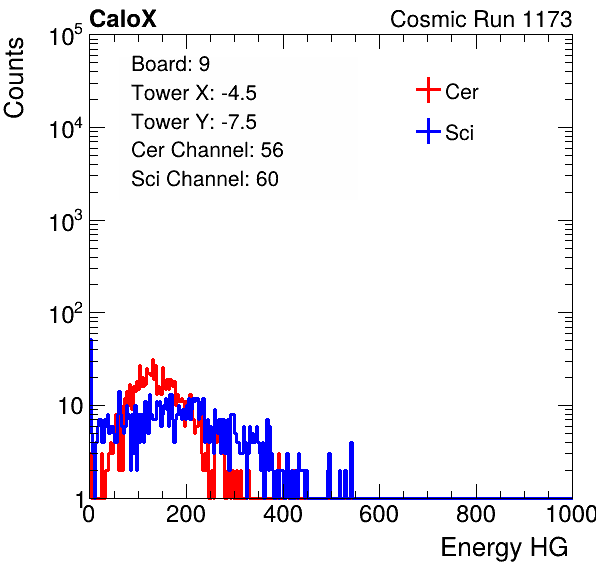 CaloX Cosmic Run 1173
Counts
10^5
10^4
10^3
10^2
10
1
Board: 9
Tower X: -4.5
Tower Y: -7.5
Cer Channel: 56
Sci Channel: 60
Cer
Sci
0 200 400 600 800 1000
Energy HG